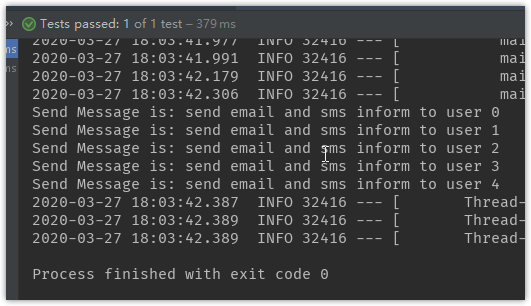 » Tests passed: 1 of 1 test – 379 ms
ms 2020-03-27 18:03:41.977  INFO 32416 --- [           mai
ms 2020-03-27 18:03:41.991  INFO 32416 --- [           mai
2020-03-27 18:03:42.179  INFO 32416 --- [           mai
2020-03-27 18:03:42.306  INFO 32416 --- [           mai
Send Message is: send email and sms inform to user 0
Send Message is: send email and sms inform to user 1
Send Message is: send email and sms inform to user 2
Send Message is: send email and sms inform to user 3
Send Message is: send email and sms inform to user 4
2020-03-27 18:03:42.387  INFO 32416 --- [       Thread-
2020-03-27 18:03:42.389  INFO 32416 --- [       Thread-
2020-03-27 18:03:42.389  INFO 32416 --- [       Thread-
Process finished with exit code 0